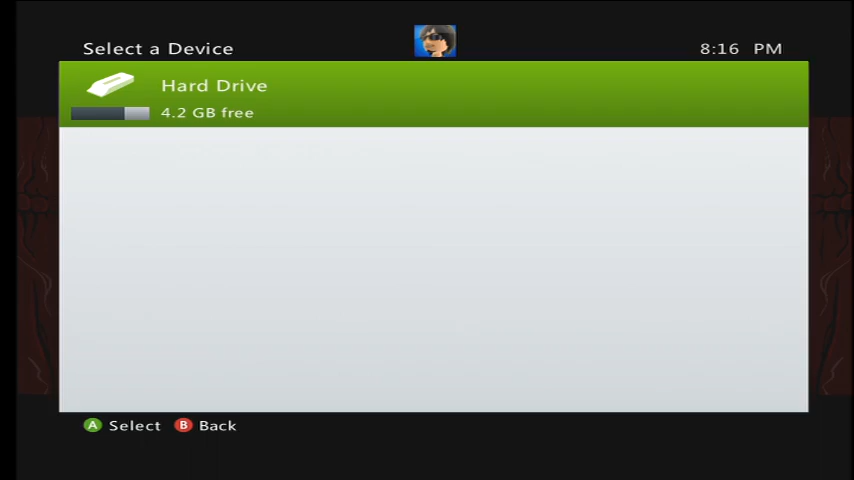 Select a Device
8:16 PM
Hard Drive
4.2 GB free
A Select B Back